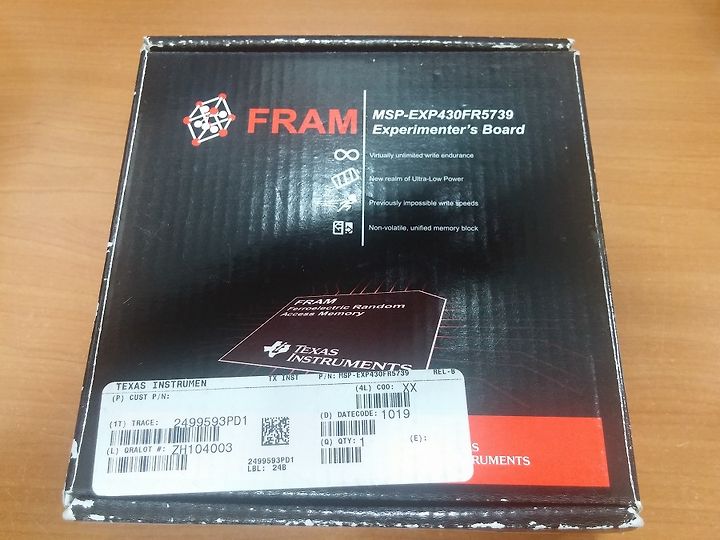 FRAM
MSP-EXP430FR5739
Experimenter's Board
Virtually unlimited write endurance
New realm of Ultra-Low Power
Previously impossible write speeds
Non-volatile, unified memory block
FRAM
Ferroelectric Random
Access Memory
TEXAS
INSTRUMENTS
TEXAS INSTRUMEN TX INST P/N: MSP-EXP430FR5739 REL-B
(P) CUST P/N: (4L) COO: XX
(1T) TRACE: 2499593PD1 (D) DATECODE: 1019
(L) QRALOT #: ZH104003 (Q) QTY: 1 (E):
2499593PD1
LBL: 24B
S
RUMENTS